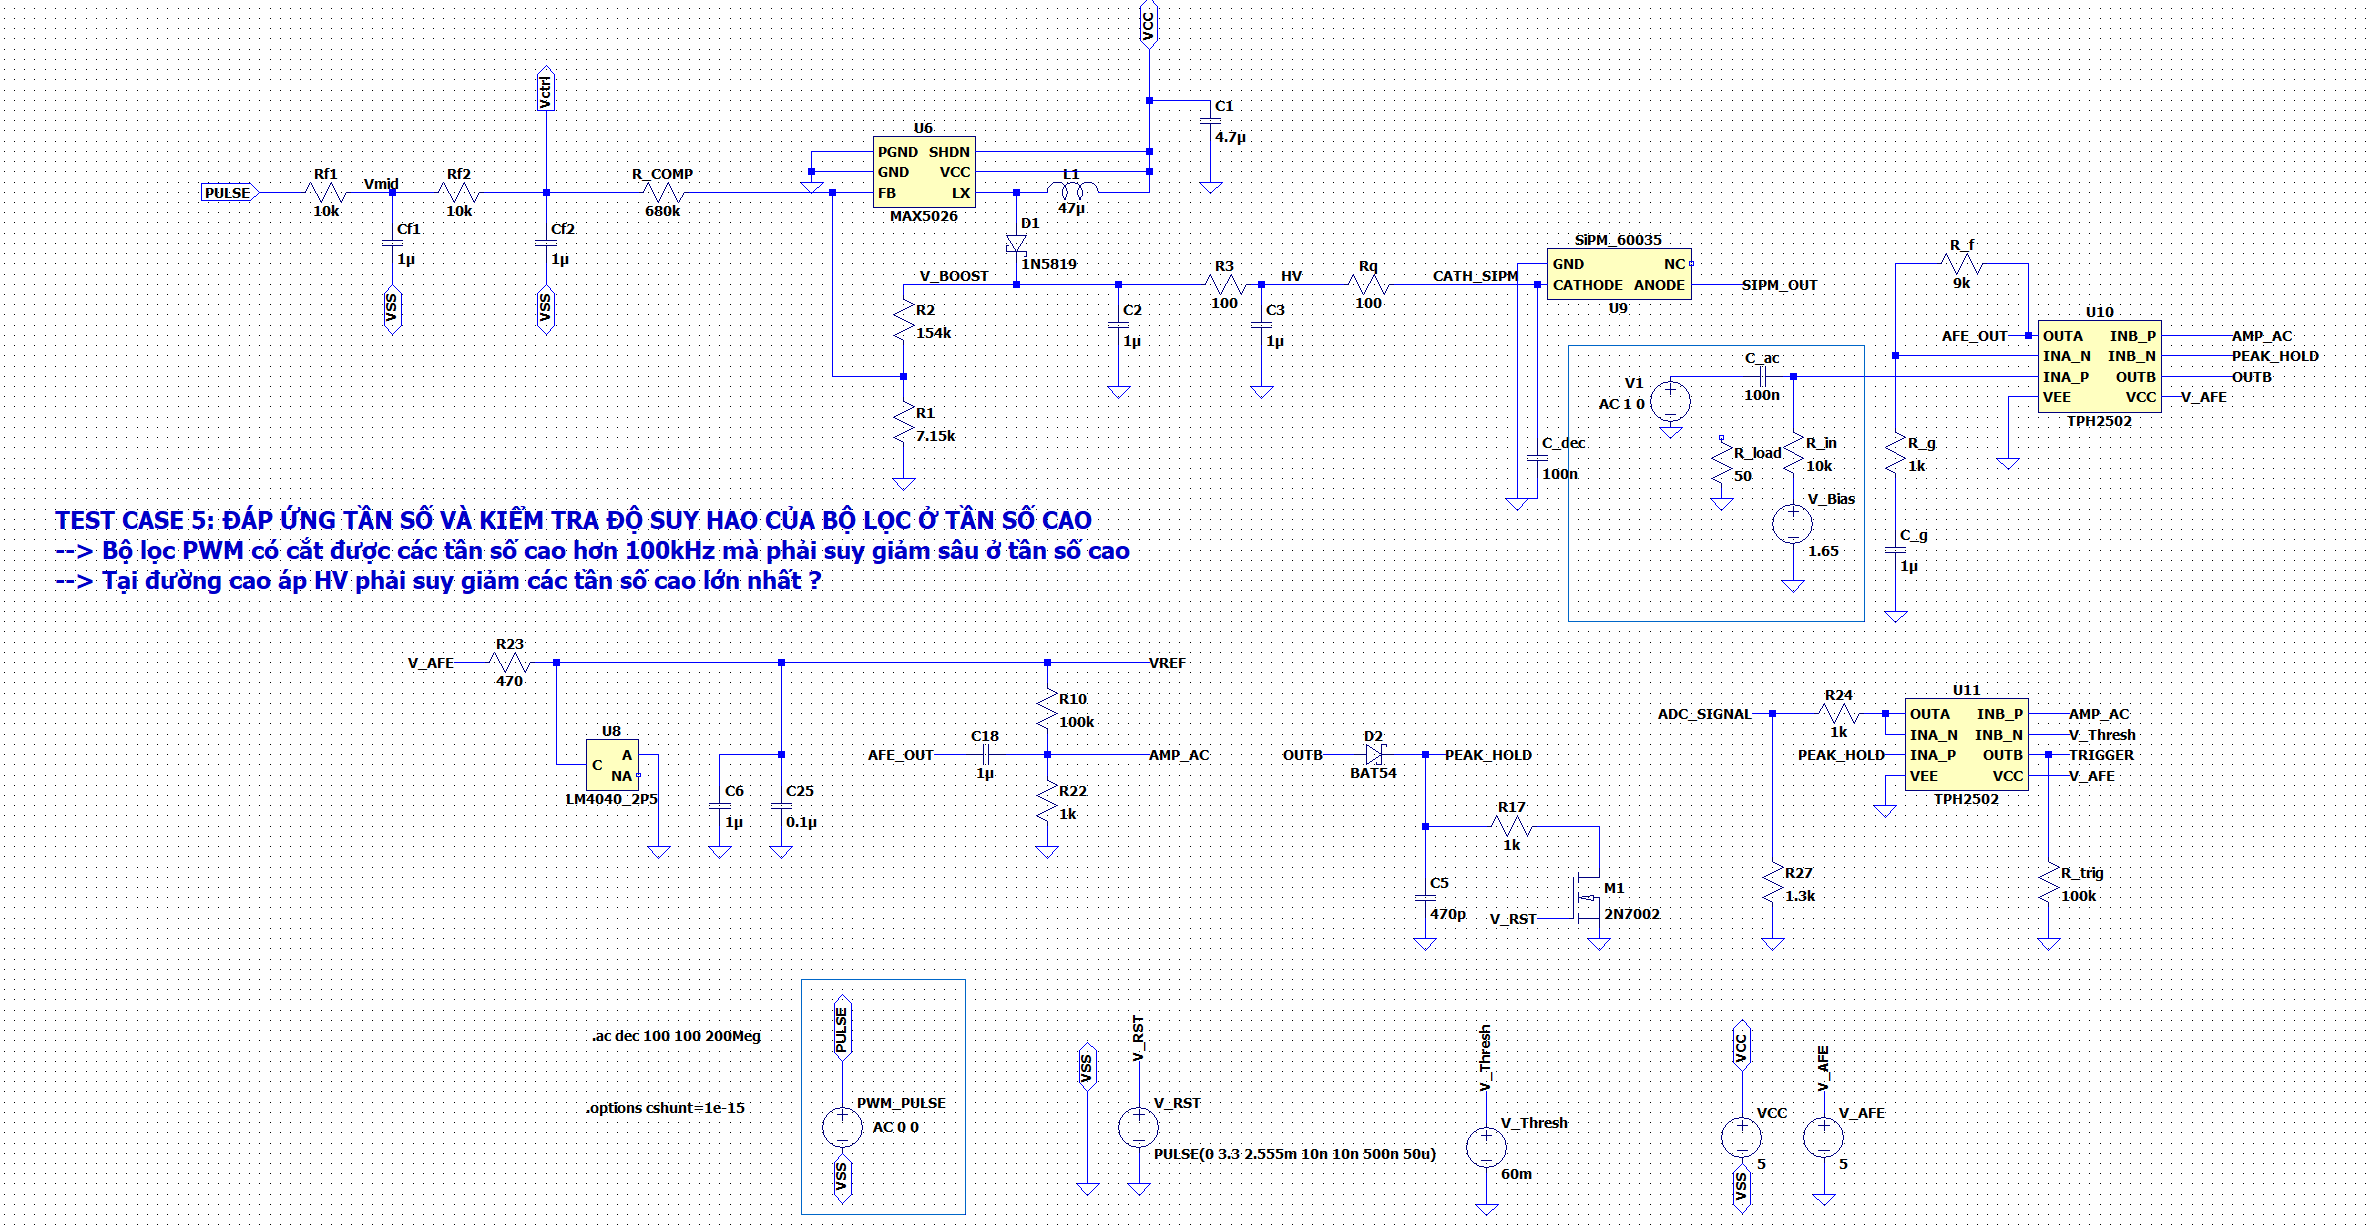 VCC
Vctrl
C1
4.7µ
U6
PGND SHDN
GND VCC
FB LX
MAX5026
PULSE
Rf1
10k
Vmid
Rf2
10k
R_COMP
680k
L1
47µ
Cf1
1µ
Cf2
1µ
VSS
VSS
D1
1N5819
V_BOOST
R2
154k
R1
7.15k
C2
1µ
R3
100
HV
C3
1µ
Rq
100
CATH_SIPM
SiPM_60035
GND NC
CATHODE ANODE
U9
SIPM_OUT
C_dec
100n
V1
AC 1 0
C_ac
100n
R_load
50
R_in
10k
V_Bias
1.65
R_f
9k
U10
AFE_OUT
OUTA INB_P
INA_N INB_N
INA_P OUTB
VEE VCC
TPH2502
AMP_AC
PEAK_HOLD
OUTB
V_AFE
R_g
1k
C_g
1µ
TEST CASE 5: ĐÁP ỨNG TẦN SỐ VÀ KIỂM TRA ĐỘ SUY HAO CỦA BỘ LỌC Ở TẦN SỐ CAO
--> Bộ lọc PWM có cắt được các tần số cao hơn 100kHz mà phải suy giảm sâu ở tần số cao
--> Tại đường cao áp HV phải suy giảm các tần số cao lớn nhất ?
V_AFE
R23
470
VREF
U8
C
A
NA
LM4040_2P5
C6
1µ
C25
0.1µ
R10
100k
AFE_OUT
C18
1µ
AMP_AC
R22
1k
OUTB
D2
BAT54
PEAK_HOLD
R17
1k
C5
470p
V_RST
M1
2N7002
ADC_SIGNAL
R24
1k
U11
OUTA INB_P
INA_N INB_N
INA_P OUTB
VEE VCC
TPH2502
PEAK_HOLD
AMP_AC
V_Thresh
TRIGGER
V_AFE
R27
1.3k
R_trig
100k
.ac dec 100 100 200Meg
.options cshunt=1e-15
PULSE
PWM_PULSE
AC 0 0
VSS
VSS
V_RST
V_RST
PULSE(0 3.3 2.555m 10n 10n 500n 50u)
V_Thresh
V_Thresh
60m
VCC
VCC
5
VSS
V_AFE
V_AFE
5